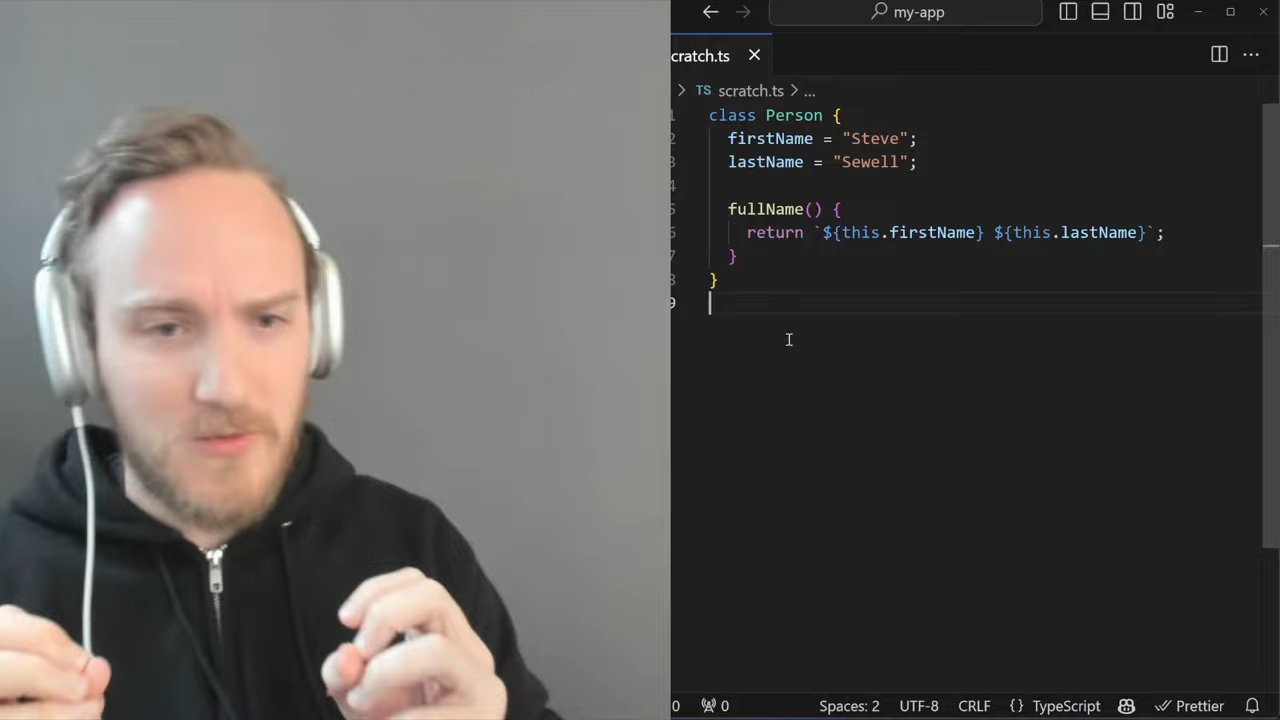 my-app
cratch.ts
TS scratch.ts > ...
1 class Person {
2 firstName = "Steve";
3 lastName = "Sewell";
4
5 fullName() {
6 return `${this.firstName} ${this.lastName}`;
7 }
8 }
9
0 0 Spaces: 2 UTF-8 CRLF {} TypeScript Prettier